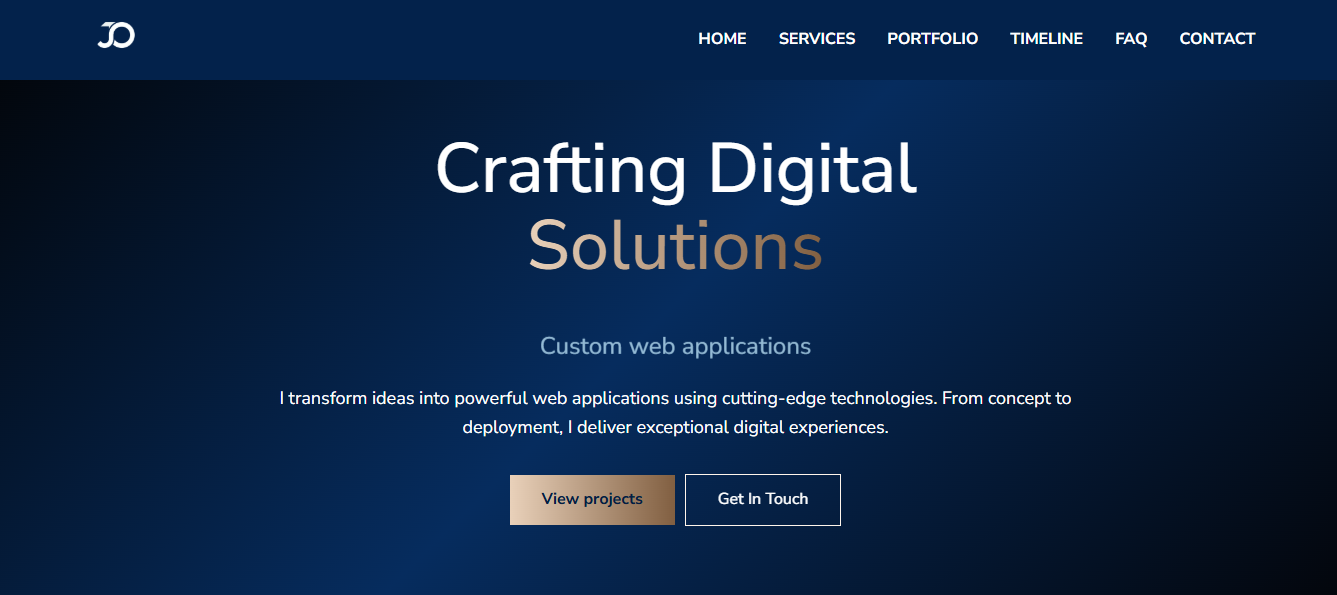 JO
HOME SERVICES PORTFOLIO TIMELINE FAQ CONTACT
Crafting Digital
Solutions
Custom web applications
I transform ideas into powerful web applications using cutting-edge technologies. From concept to
deployment, I deliver exceptional digital experiences.
View projects Get In Touch